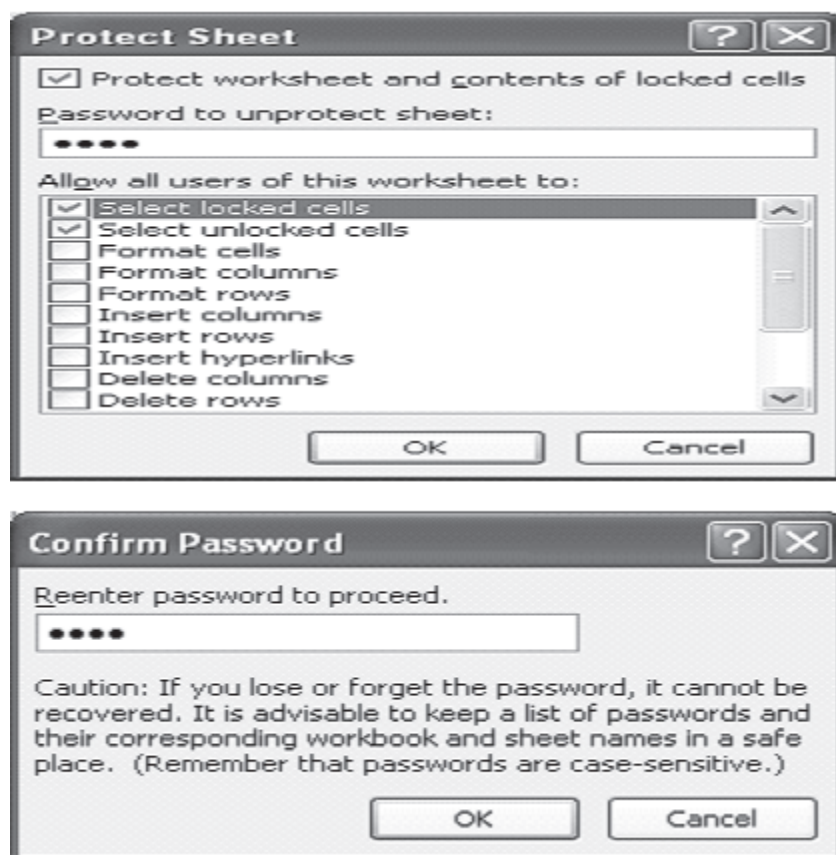 Protect Sheet
Protect worksheet and contents of locked cells
Password to unprotect sheet:
••••
Allow all users of this worksheet to:
Select locked cells
Select unlocked cells
Format cells
Format columns
Format rows
Insert columns
Insert rows
Insert hyperlinks
Delete columns
Delete rows
OK Cancel
Confirm Password
Reenter password to proceed.
••••
Caution: If you lose or forget the password, it cannot be
recovered. It is advisable to keep a list of passwords and
their corresponding workbook and sheet names in a safe
place. (Remember that passwords are case-sensitive.)
OK Cancel